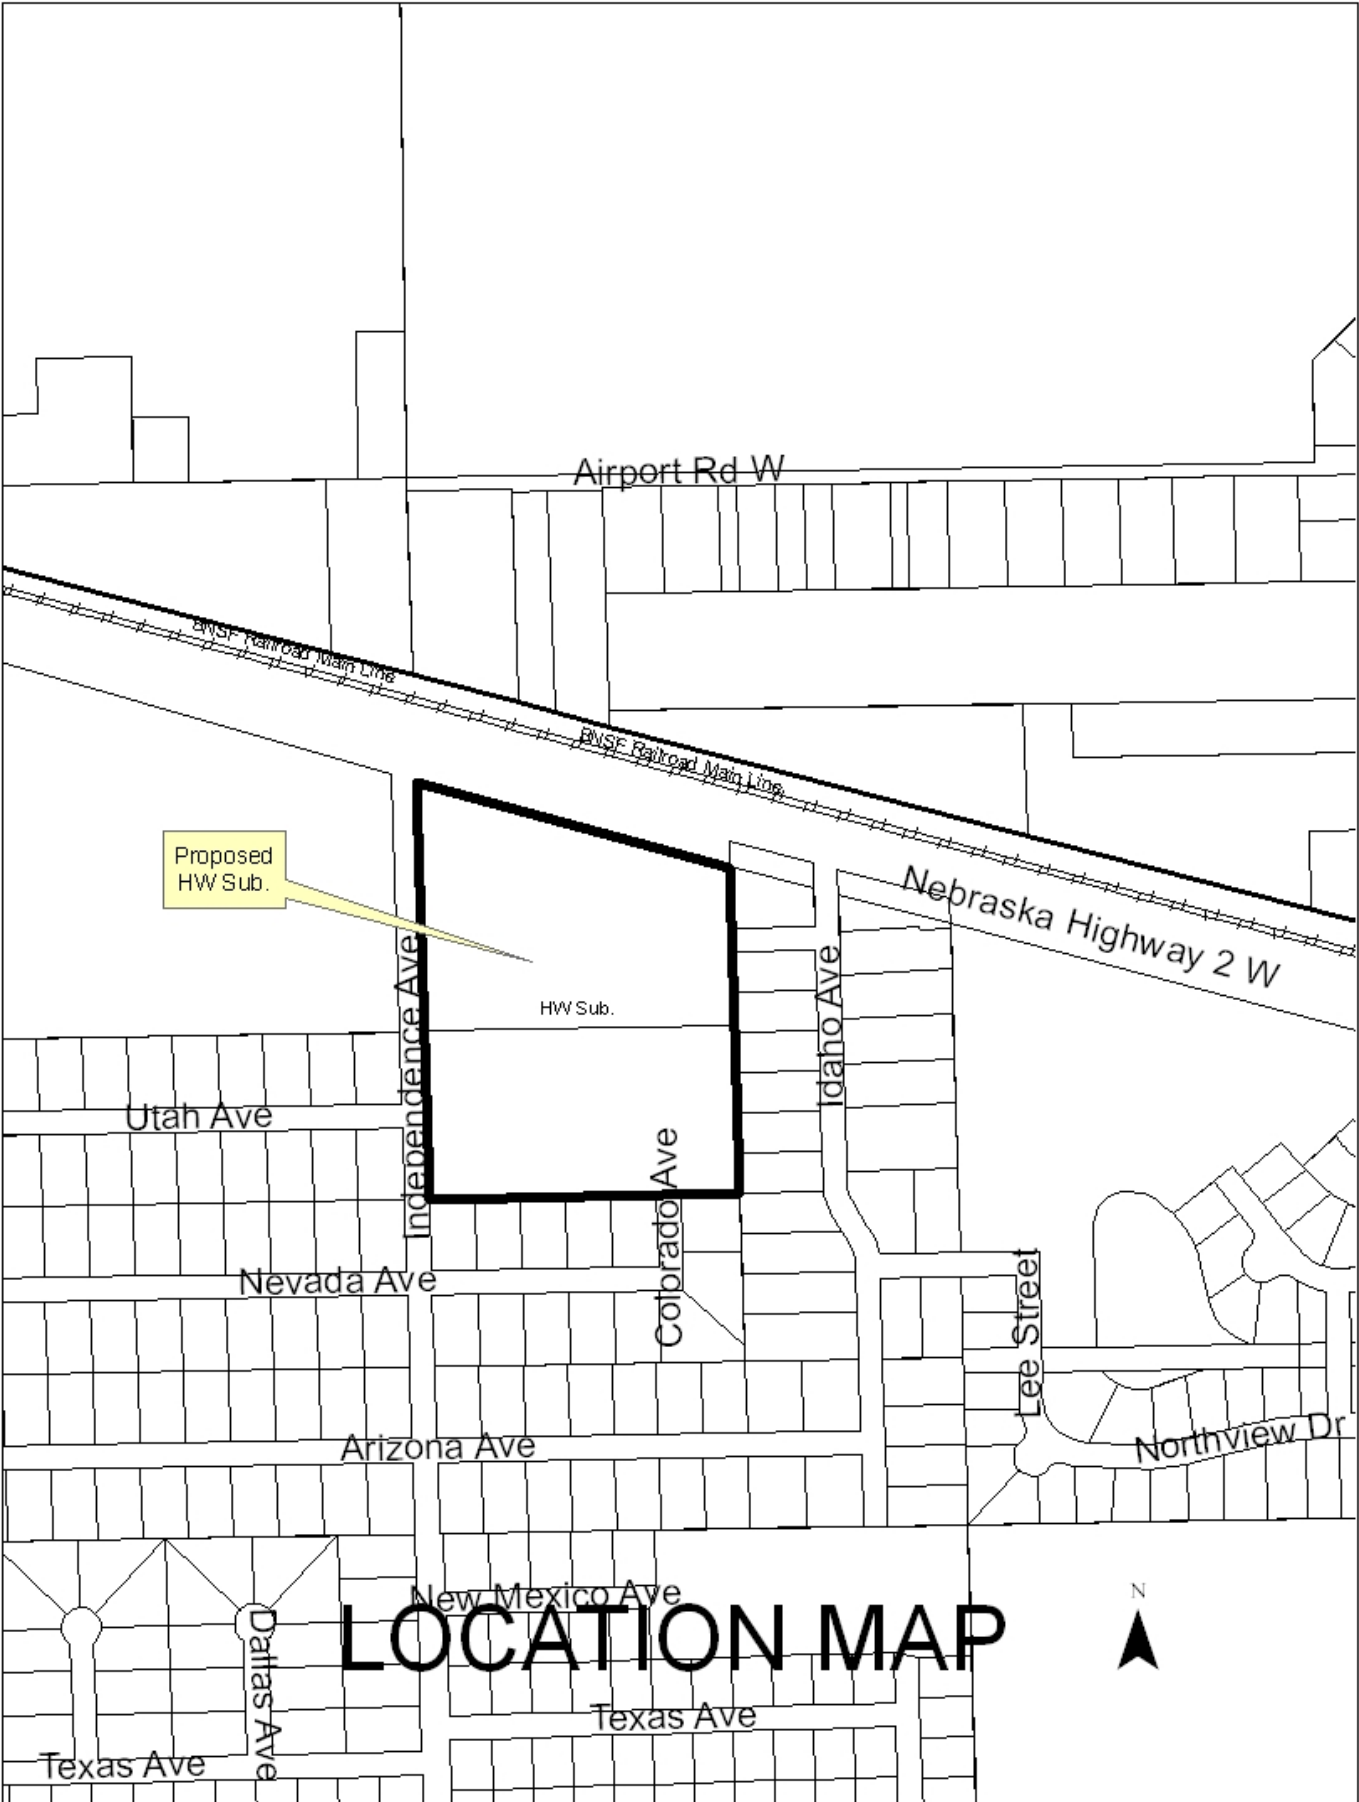 Airport Rd W
BNSF Railroad Main Line
BNSF Railroad Main Line
Proposed
HW Sub.
Nebraska Highway 2 W
HW Sub.
Independence Ave
Idaho Ave
Utah Ave
Colorado Ave
Nevada Ave
Lee Street
Arizona Ave
Northview Dr
New Mexico Ave
N
LOCATION MAP
Dallas Ave
Texas Ave
Texas Ave